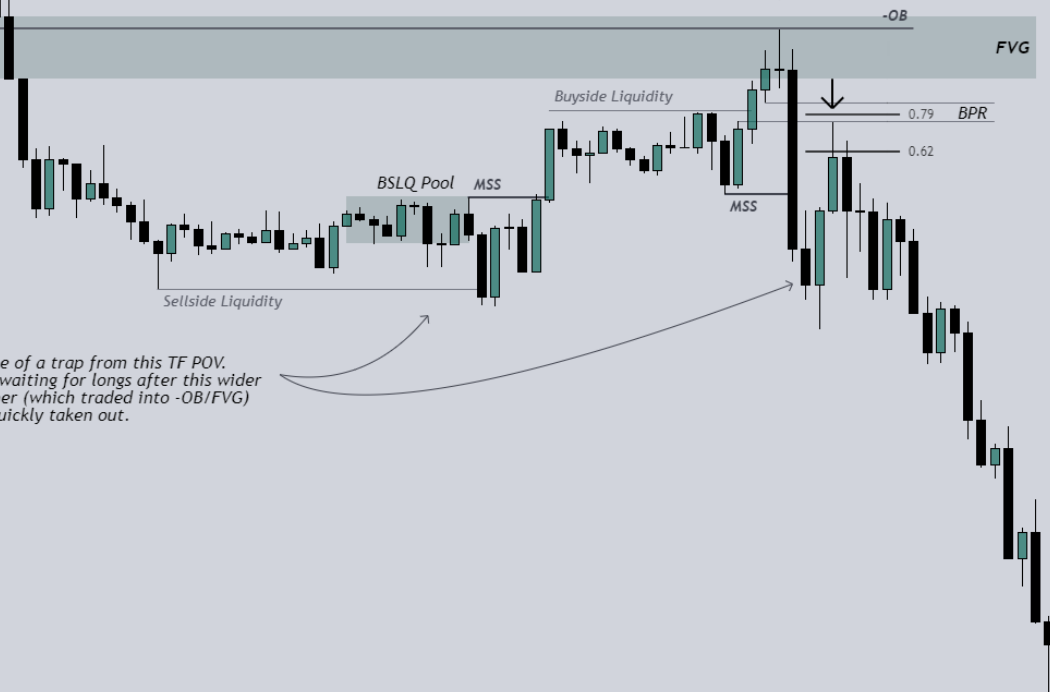 -OB
FVG
Buyside Liquidity
0.79 BPR
0.62
BSLQ Pool MSS
MSS
Sellside Liquidity
e of a trap from this TF POV.
waiting for longs after this wider
er (which traded into -OB/FVG)
uickly taken out.